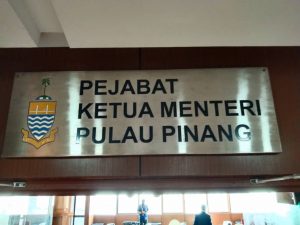 PEJABAT
KETUA MENTERI
PULAU PINANG